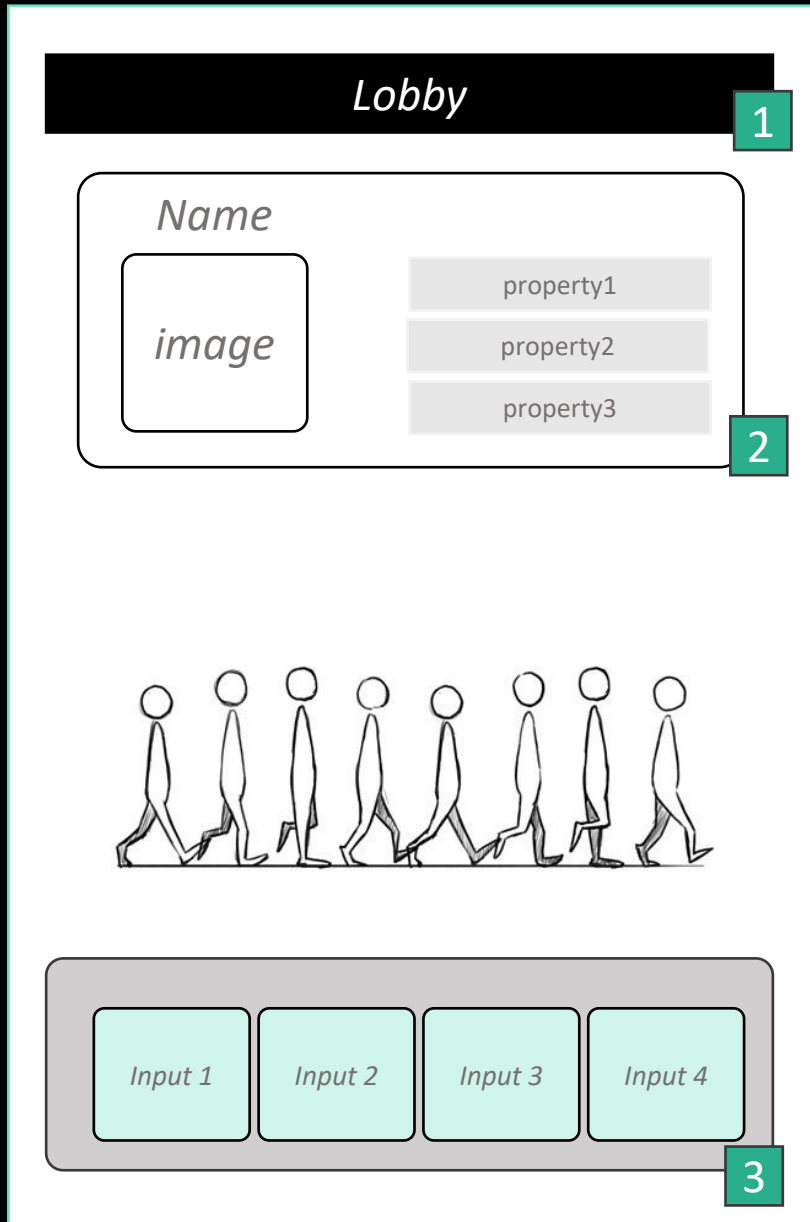 Lobby
1
Name
image
property1
property2
property3
2
Input 1
Input 2
Input 3
Input 4
3